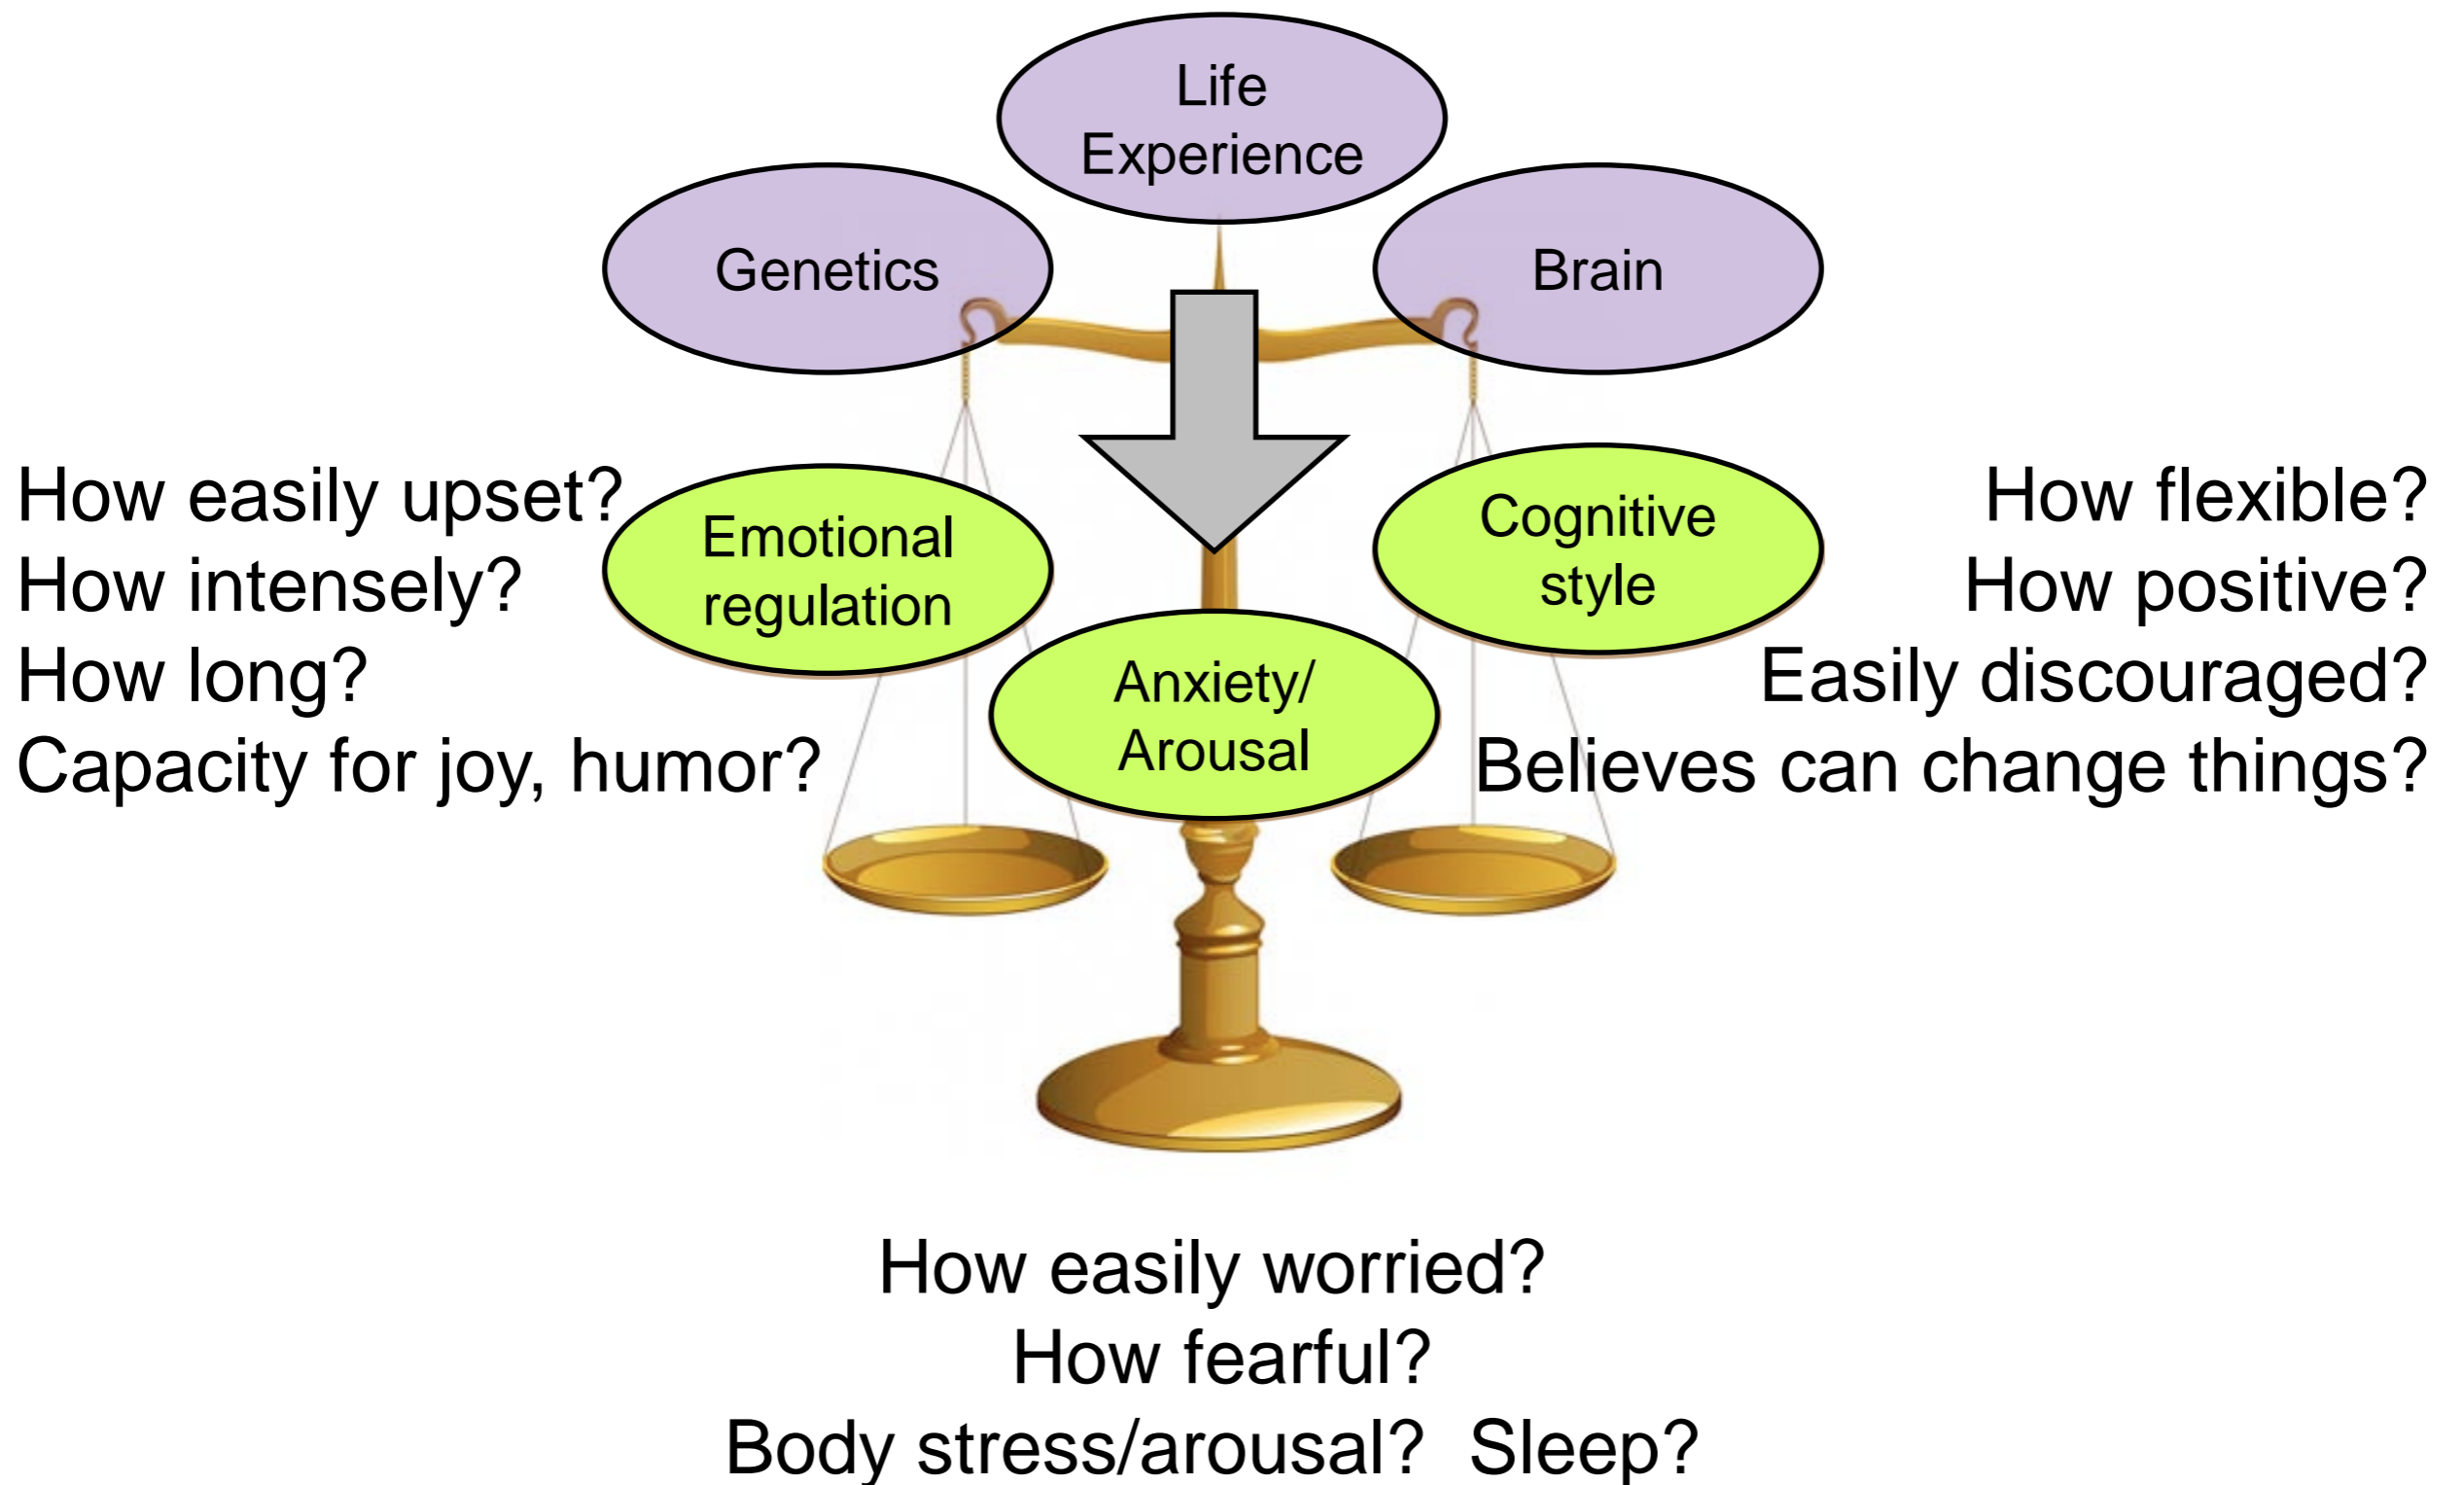 Life
Experience
Genetics
Brain
Emotional
regulation
Cognitive
style
Anxiety/
Arousal
How easily upset?
How intensely?
How long?
Capacity for joy, humor?
How flexible?
How positive?
Easily discouraged?
Believes can change things?
How easily worried?
How fearful?
Body stress/arousal?  Sleep?